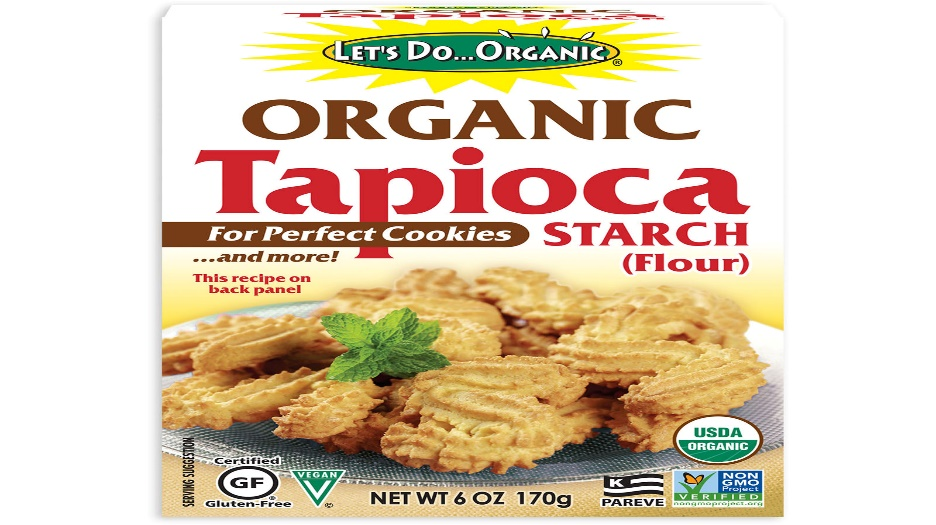 ORGANIC
Tapioca
LET'S DO...ORGANIC®
ORGANIC
Tapioca
For Perfect Cookies
STARCH
...and more!
(Flour)
This recipe on
back panel
SERVING SUGGESTION
USDA
ORGANIC
Certified
GF
Gluten-Free
VEGAN
V
NET WT 6 OZ 170g
K
PAREVE
NON
GMO
Project
VERIFIED
nongmoproject.org